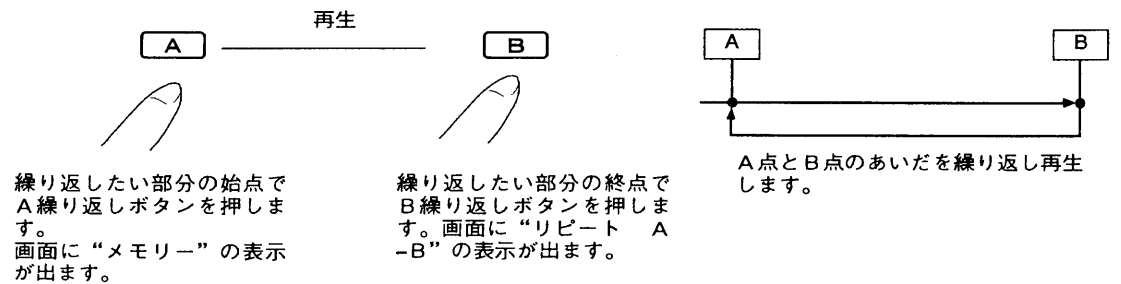 再生
A
B
繰り返したい部分の始点で
A繰り返しボタンを押しま
す。
画面に“メモリー”の表示
が出ます。
繰り返したい部分の終点で
B繰り返しボタンを押しま
す。画面に“リピート　A
-B”の表示が出ます。
A
B
A点とB点のあいだを繰り返し再生
します。